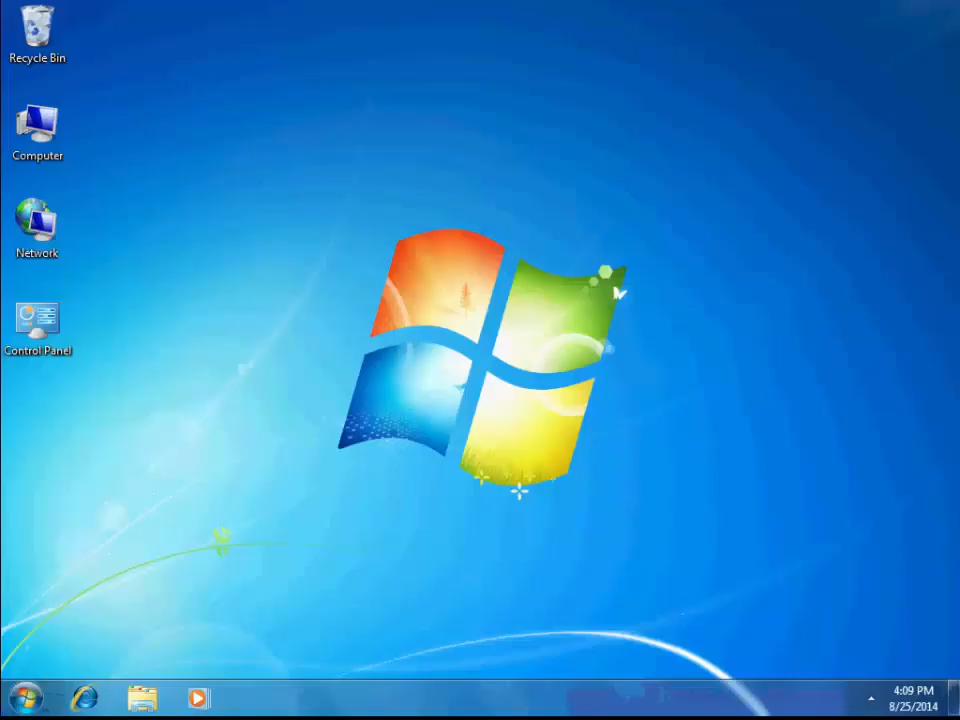 Recycle Bin
Computer
Network
Control Panel
4:09 PM
8/25/2014